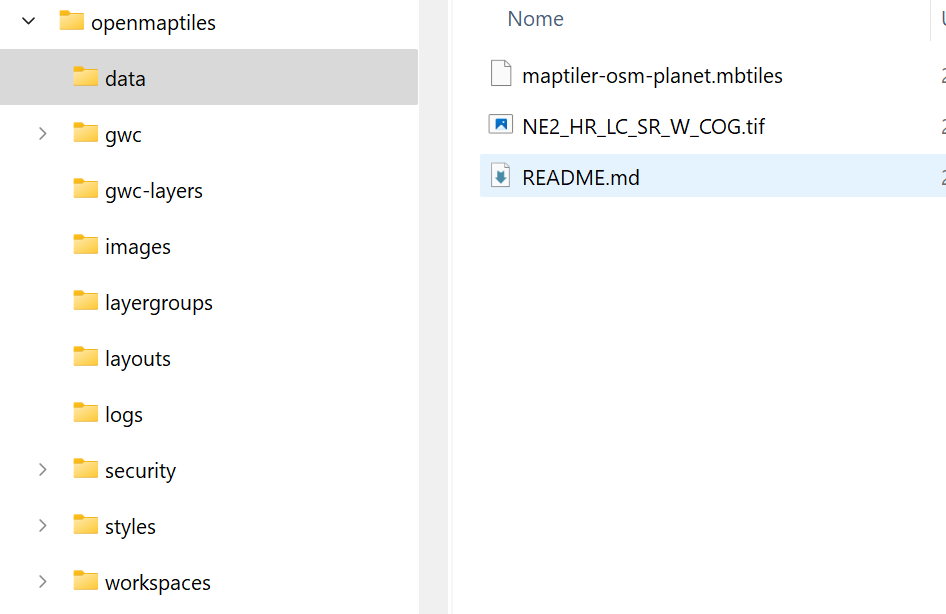 openmaptiles
data
gwc
gwc-layers
images
layergroups
layouts
logs
security
styles
workspaces
Nome
maptiler-osm-planet.mbtiles
NE2_HR_LC_SR_W_COG.tif
README.md